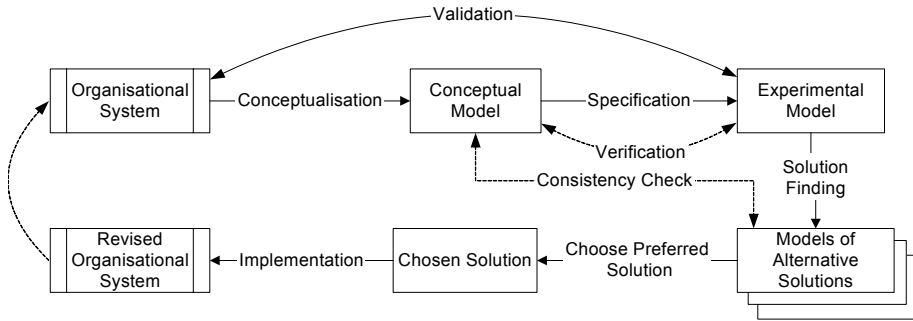 Validation
Organisational
System
Conceptualisation
Conceptual
Model
Specification
Experimental
Model
Verification
Consistency Check
Solution
Finding
Revised
Organisational
System
Implementation
Chosen Solution
Choose Preferred
Solution
Models of
Alternative
Solutions